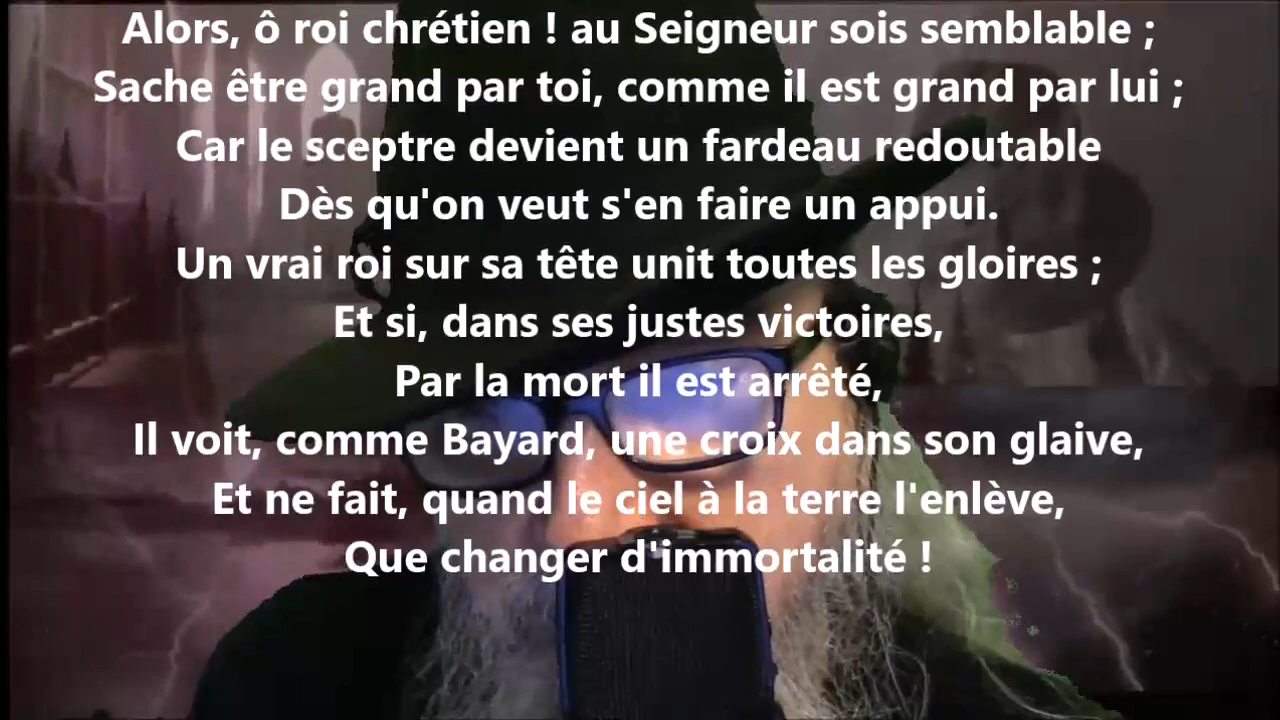 Alors, ô roi chrétien ! au Seigneur sois semblable ;
Sache être grand par toi, comme il est grand par lui ;
Car le sceptre devient un fardeau redoutable
Dès qu'on veut s'en faire un appui.
Un vrai roi sur sa tête unit toutes les gloires ;
Et si, dans ses justes victoires,
Par la mort il est arrêté,
Il voit, comme Bayard, une croix dans son glaive,
Et ne fait, quand le ciel à la terre l'enlève,
Que changer d'immortalité !